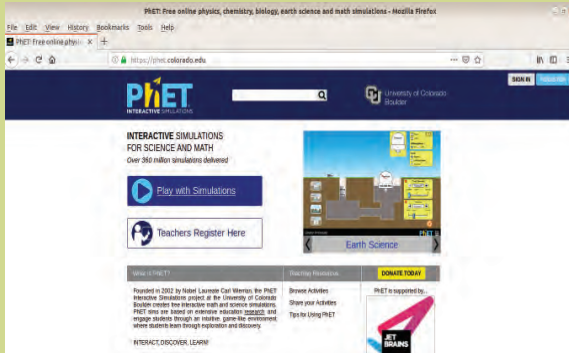 PhET: Free online physics, chemistry, biology, earth science and math simulations - Mozilla Firefox
File Edit View History Bookmarks Tools Help
PhET: Free online physi
https://phet.colorado.edu
SIGN IN
PhET
INTERACTIVE SIMULATIONS
University of Colorado
Boulder
INTERACTIVE SIMULATIONS
FOR SCIENCE AND MATH
Over 360 million simulations delivered
Play with Simulations
Teachers Register Here
PhET
Earth Science
What is PhET?
Teaching Resources
DONATE TODAY
Founded in 2002 by Nobel Laureate Carl Wieman, the PhET
Interactive Simulations project at the University of Colorado
Boulder creates free interactive math and science simulations.
PhET sims are based on extensive education research and
engage students through an intuitive, game-like environment
where students learn through exploration and discovery.
INTERACT, DISCOVER, LEARN!
Browse Activities
Share your Activities
Tips for Using PhET
PhET is supported by...
JET
BRAINS